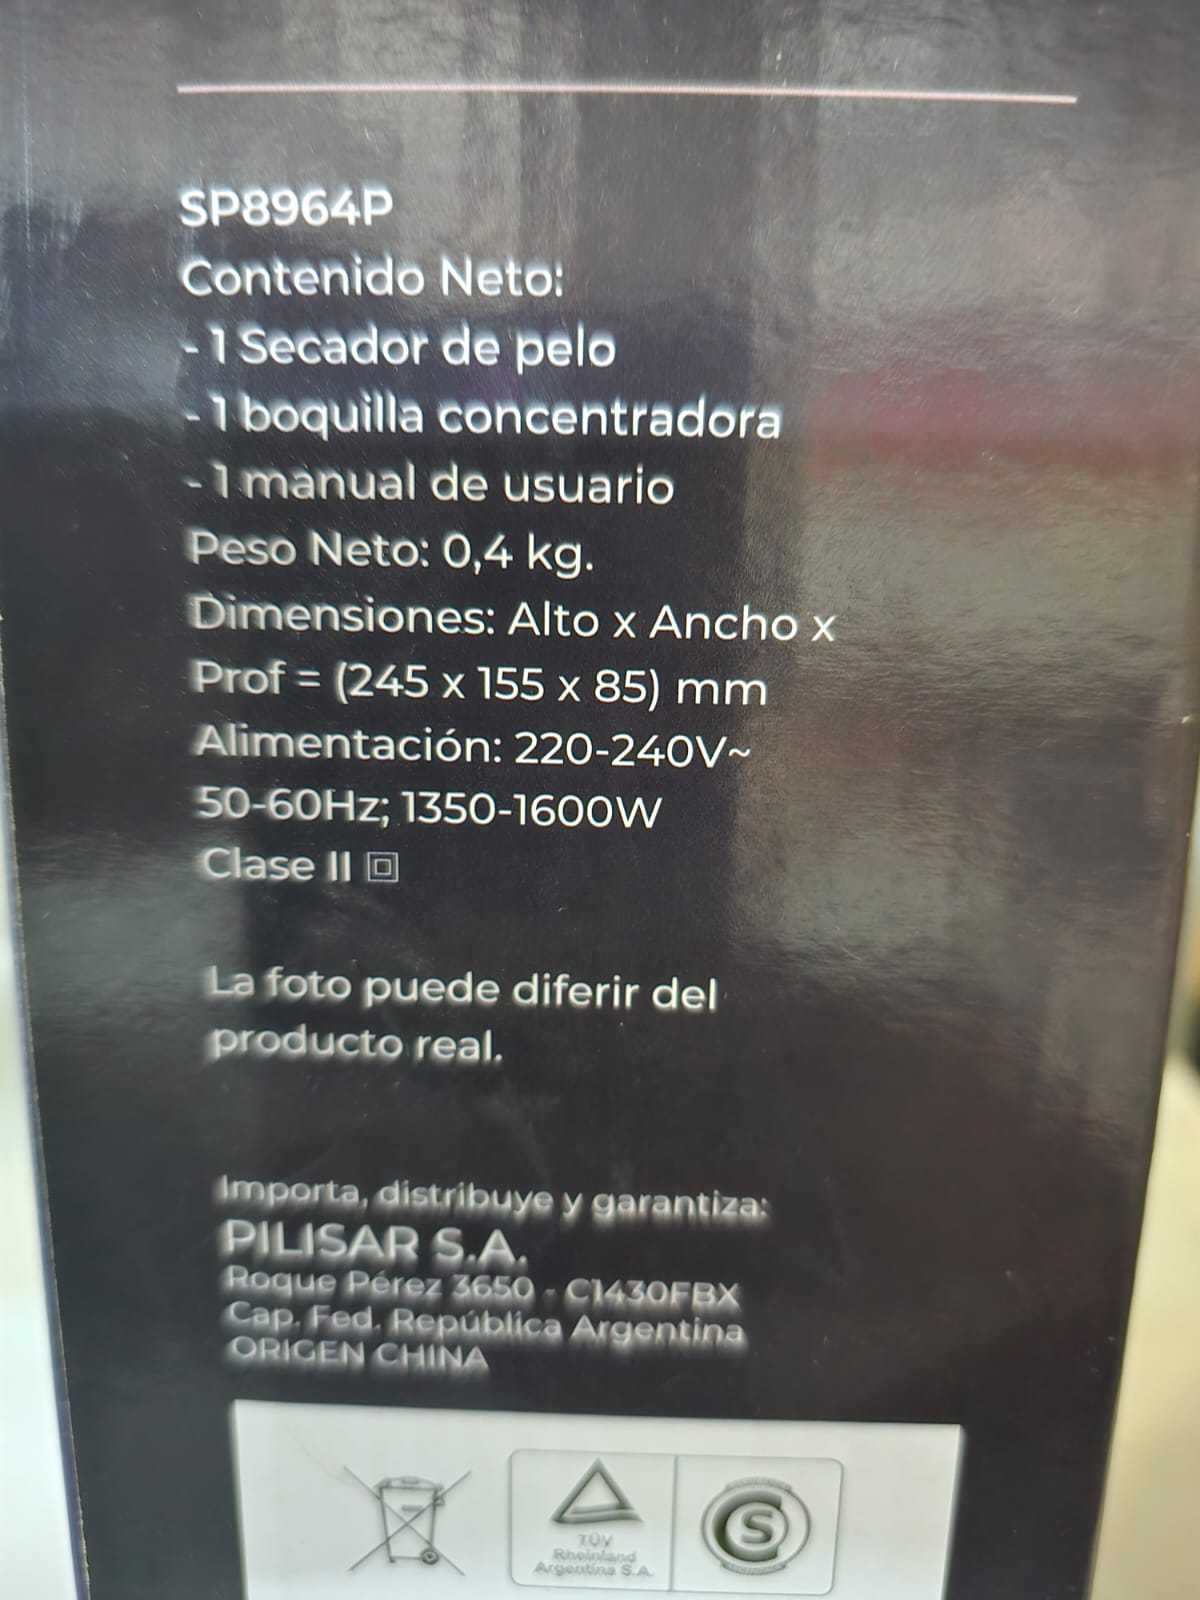 SP8964P
Contenido Neto:
- 1 Secador de pelo
- 1 boquilla concentradora
- 1 manual de usuario
Peso Neto: 0,4 kg.
Dimensiones: Alto x Ancho x
Prof = (245 x 155 x 85) mm
Alimentación: 220-240V~
50-60Hz; 1350-1600W
Clase II
La foto puede diferir del
producto real.
Importa, distribuye y garantiza:
PILISAR S.A.
Roque Pérez 3650 - C1430FBX
Cap. Fed. República Argentina
ORIGEN CHINA
TÜV
Rheinland
Argentina S.A.
S